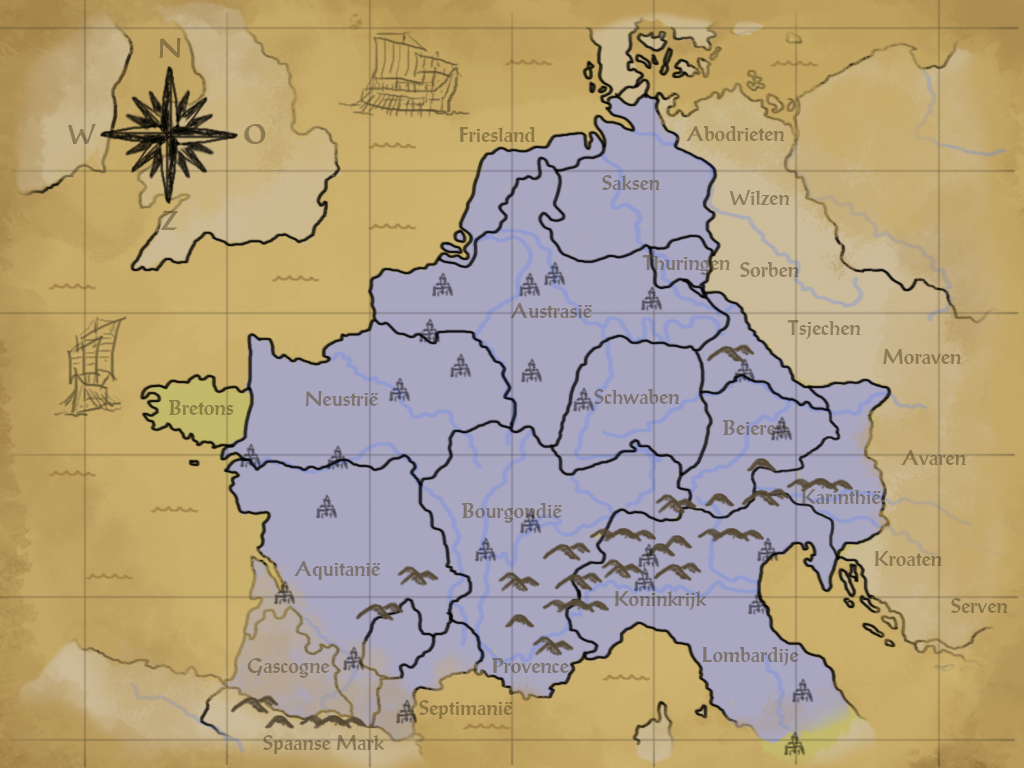 N
W
O
Z
Friesland
Abodrieten
Saksen
Wilzen
Thuringen
Sorben
Austrasië
Tsjechen
Moraven
Bretons
Neustrië
Schwaben
Beieren
Avaren
Karinthië
Bourgondië
Aquitanië
Kroaten
Koninkrijk
Serven
Gascogne
Provence
Lombardije
Septimanië
Spaanse Mark